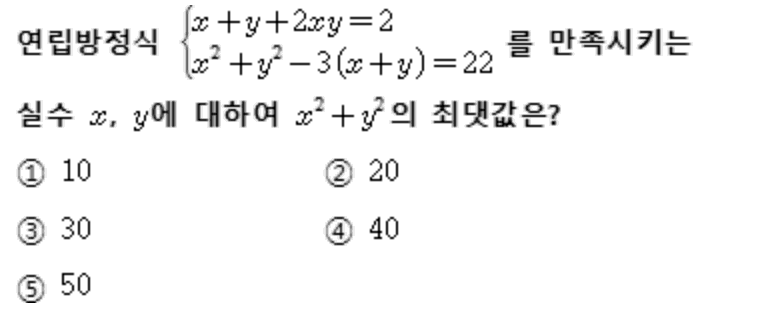 연립방정식 { x+y+2xy=2
x²+y²-3(x+y)=22 를 만족시키는
실수 x, y에 대하여 x²+y²의 최댓값은?
① 10 ② 20
③ 30 ④ 40
⑤ 50